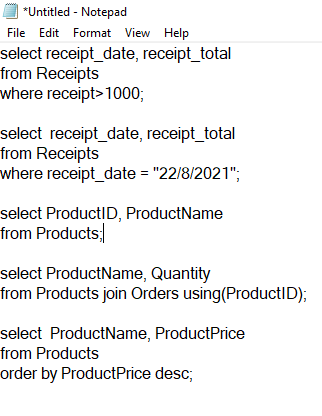 *Untitled - Notepad
File Edit Format View Help
select receipt_date, receipt_total
from Receipts
where receipt>1000;
select  receipt_date, receipt_total
from Receipts
where receipt_date = "22/8/2021";
select ProductID, ProductName
from Products;
select ProductName, Quantity
from Products join Orders using(ProductID);
select  ProductName, ProductPrice
from Products
order by ProductPrice desc;